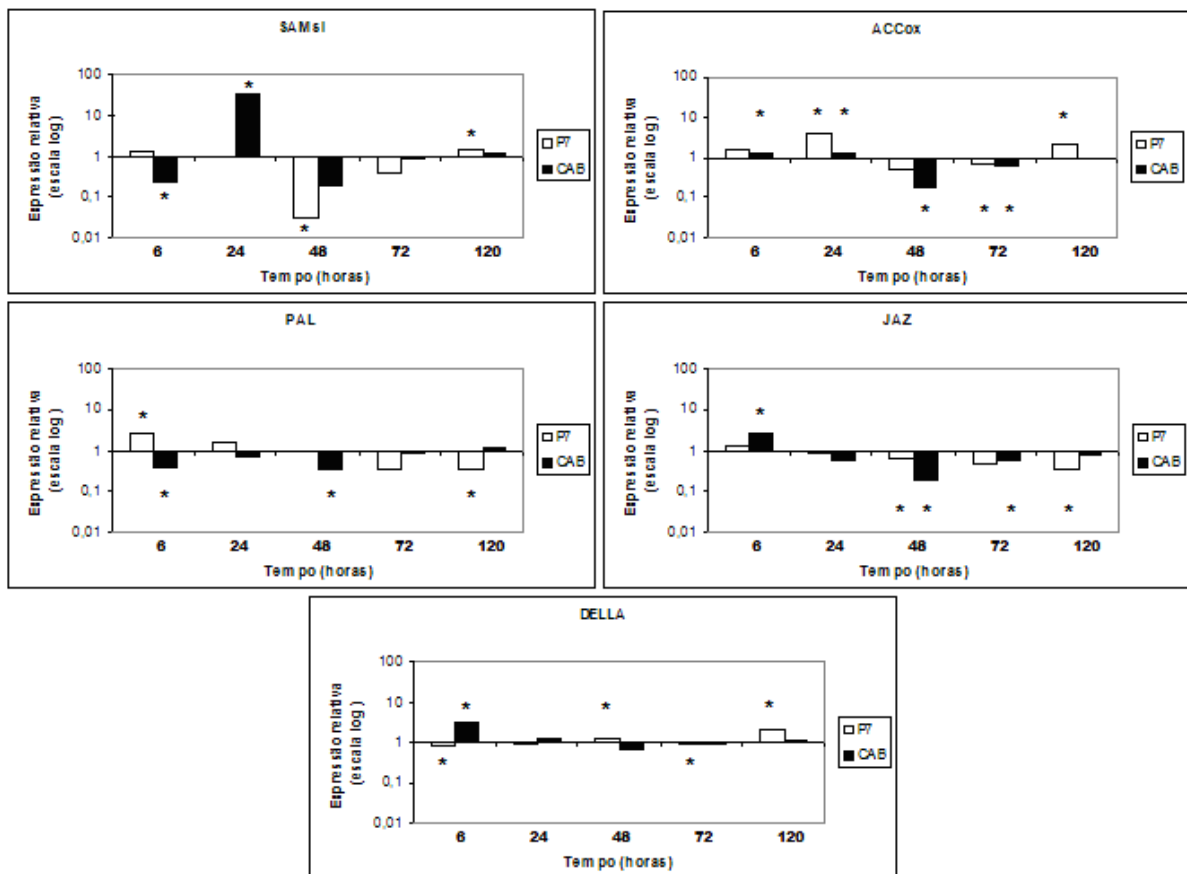 SAMsi
Expressão relativa
(escala log)
100
10
1
0,1
0,01
*
*
*
*
6 24 48 72 120
Tempo (horas)
P7
CAB
ACCox
Expressão relativa
(escala log)
100
10
1
0,1
0,01
* * * *
* * *
6 24 48 72 120
Tempo (horas)
P7
CAB
PAL
Expressão relativa
(escala log)
100
10
1
0,1
0,01
*
* * *
6 24 48 72 120
Tempo (horas)
P7
CAB
JAZ
Expressão relativa
(escala log)
100
10
1
0,1
0,01
*
* * * *
6 24 48 72 120
Tempo (horas)
P7
CAB
DELLA
Expressão relativa
(escala log)
100
10
1
0,1
0,01
* * *
* *
6 24 48 72 120
Tempo (horas)
P7
CAB